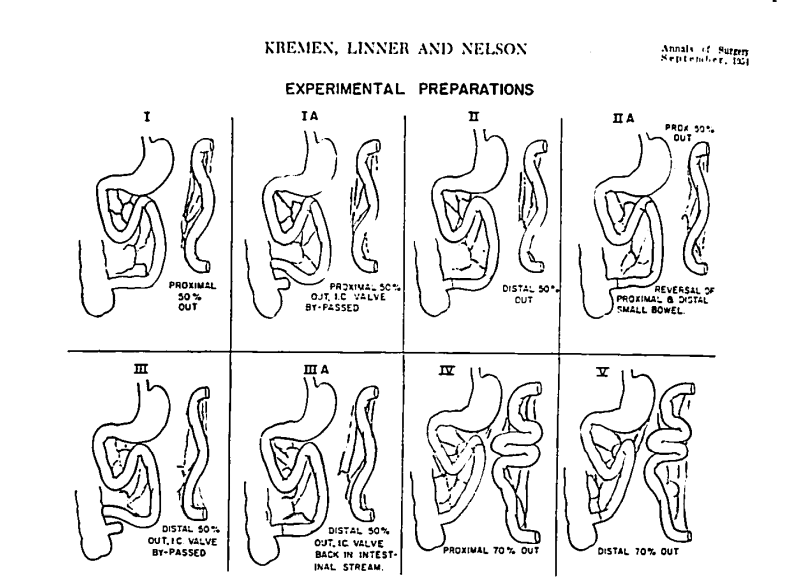 KREMEN, LINNER AND NELSON
Annals of Surgery
September, 1954
EXPERIMENTAL PREPARATIONS
I
PROXIMAL
50%
OUT
IA
PROXIMAL 50%
OUT, I.C. VALVE
BY-PASSED
II
DISTAL 50%
OUT
IIA
PROX 50%
OUT
REVERSAL OF
PROXIMAL & DISTAL
SMALL BOWEL.
III
DISTAL 50%
OUT, I.C. VALVE
BY-PASSED
IIIA
DISTAL 50%
OUT, I.C. VALVE
BACK IN INTEST-
INAL STREAM.
IV
PROXIMAL 70% OUT
V
DISTAL 70% OUT